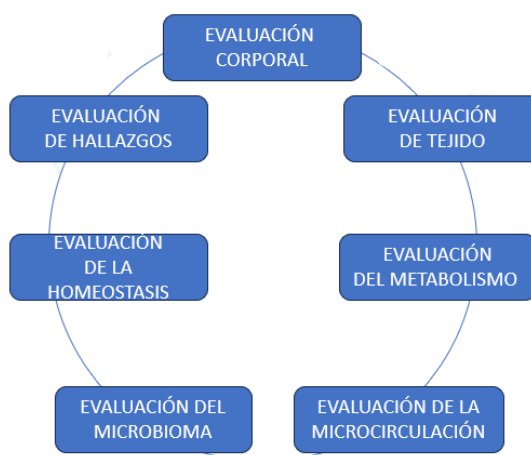 EVALUACIÓN
CORPORAL
EVALUACIÓN
DE TEJIDO
EVALUACIÓN
DEL METABOLISMO
EVALUACIÓN DE LA
MICROCIRCULACIÓN
EVALUACIÓN DEL
MICROBIOMA
EVALUACIÓN
DE LA
HOMEOSTASIS
EVALUACIÓN
DE HALLAZGOS